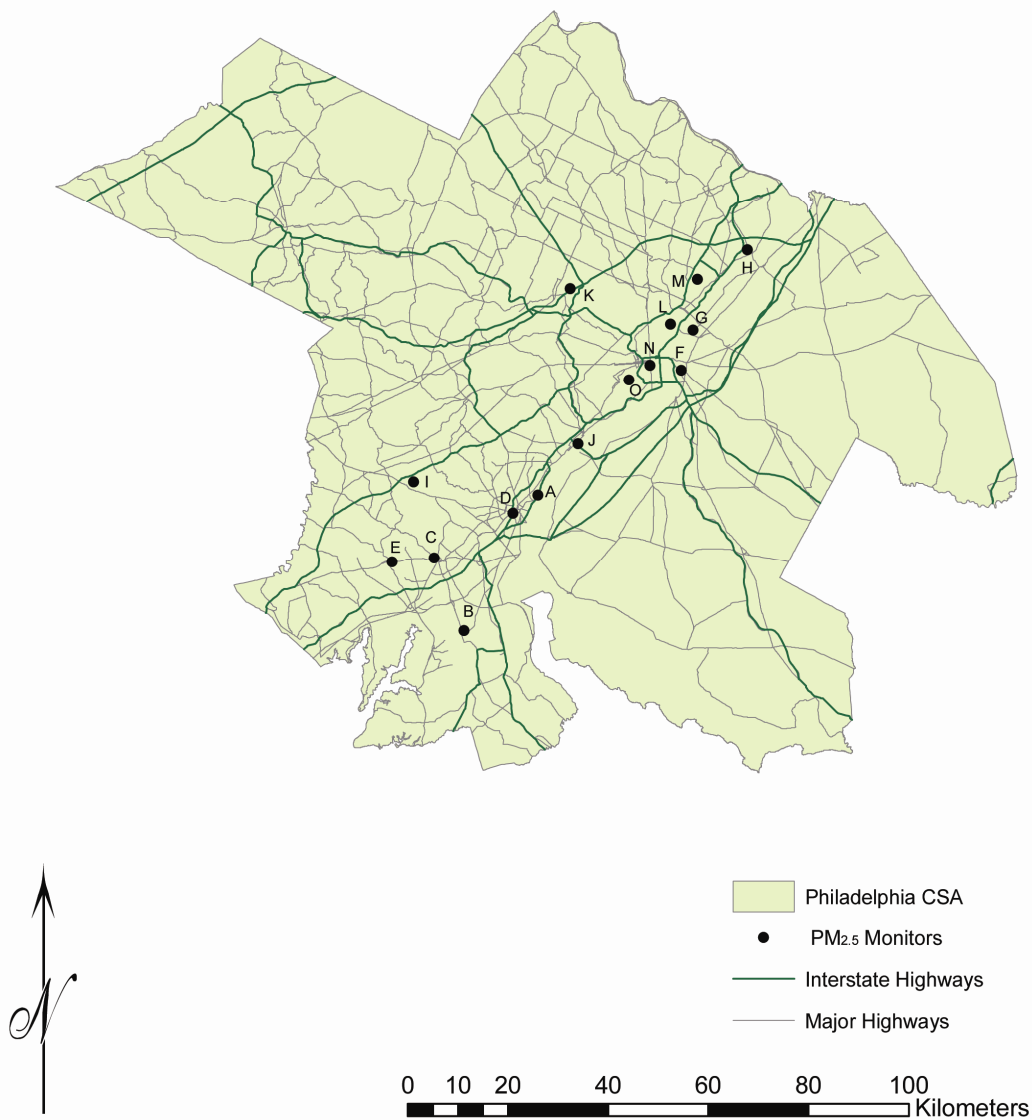 H
M
K
L
G
N
F
O
J
I
A
D
C
E
B
Philadelphia CSA
PM2.5 Monitors
Interstate Highways
Major Highways
N
0 10 20 40 60 80 100
Kilometers